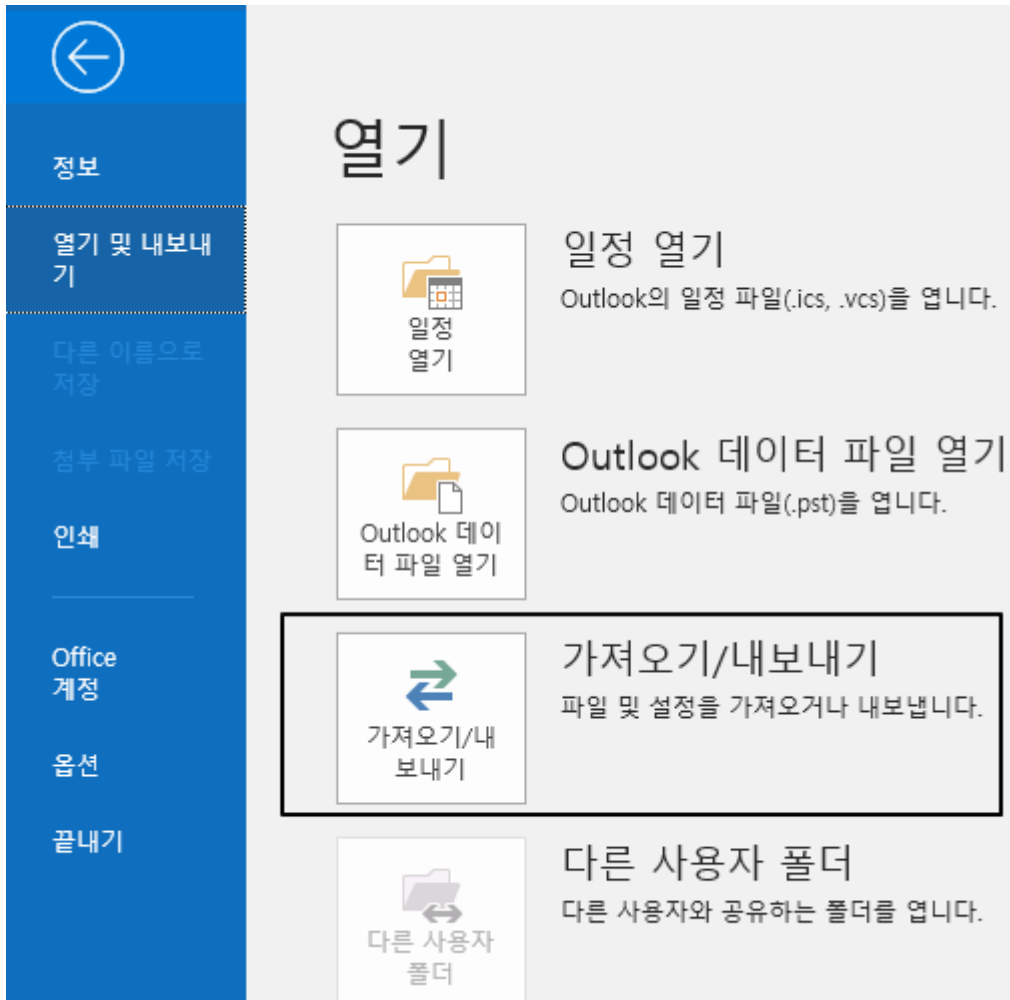 정보
열기 및 내보내
기
다른 이름으로
저장
첨부 파일 저장
인쇄
Office
계정
옵션
끝내기
열기
일정
열기
일정 열기
Outlook의 일정 파일(.ics, .vcs)을 엽니다.
Outlook 데이
터 파일 열기
Outlook 데이터 파일 열기
Outlook 데이터 파일(.pst)을 엽니다.
가져오기/내
보내기
가져오기/내보내기
파일 및 설정을 가져오거나 내보냅니다.
다른 사용자
폴더
다른 사용자 폴더
다른 사용자와 공유하는 폴더를 엽니다.